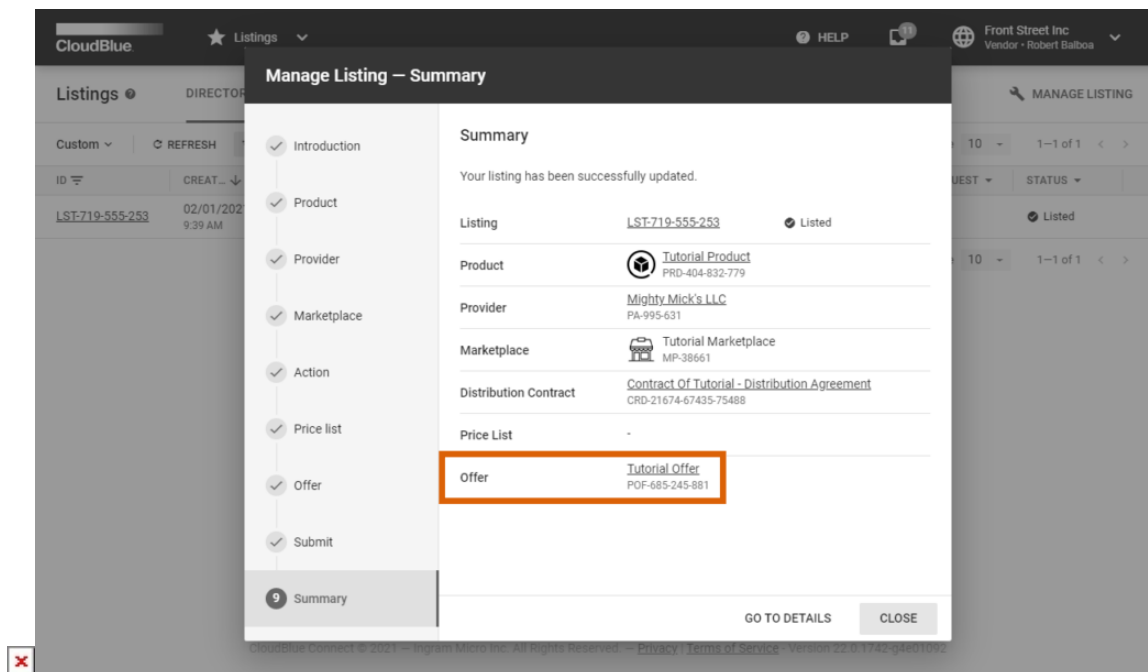 CloudBlue
Listings
HELP
11
Front Street Inc
Vendor • Robert Balboa
Manage Listing — Summary
Listings
DIRECTOR
MANAGE LISTING
Custom
REFRESH
10
1—1 of 1
ID
CREAT...
UEST
STATUS
LST-719-555-253
02/01/202
9:39 AM
Listed
10
1—1 of 1
Introduction
Product
Provider
Marketplace
Action
Price list
Offer
Submit
9 Summary
Summary
Your listing has been successfully updated.
Listing LST-719-555-253 Listed
Product Tutorial Product
PRD-404-832-779
Provider Mighty Mick's LLC
PA-995-631
Marketplace Tutorial Marketplace
MP-38661
Distribution Contract Contract Of Tutorial - Distribution Agreement
CRD-21674-67435-75488
Price List -
Offer Tutorial Offer
POF-685-245-881
GO TO DETAILS CLOSE
CloudBlue Connect © 2021 — Ingram Micro Inc. All Rights Reserved. — Privacy | Terms of Service - Version 22.0.1742-g4e01092